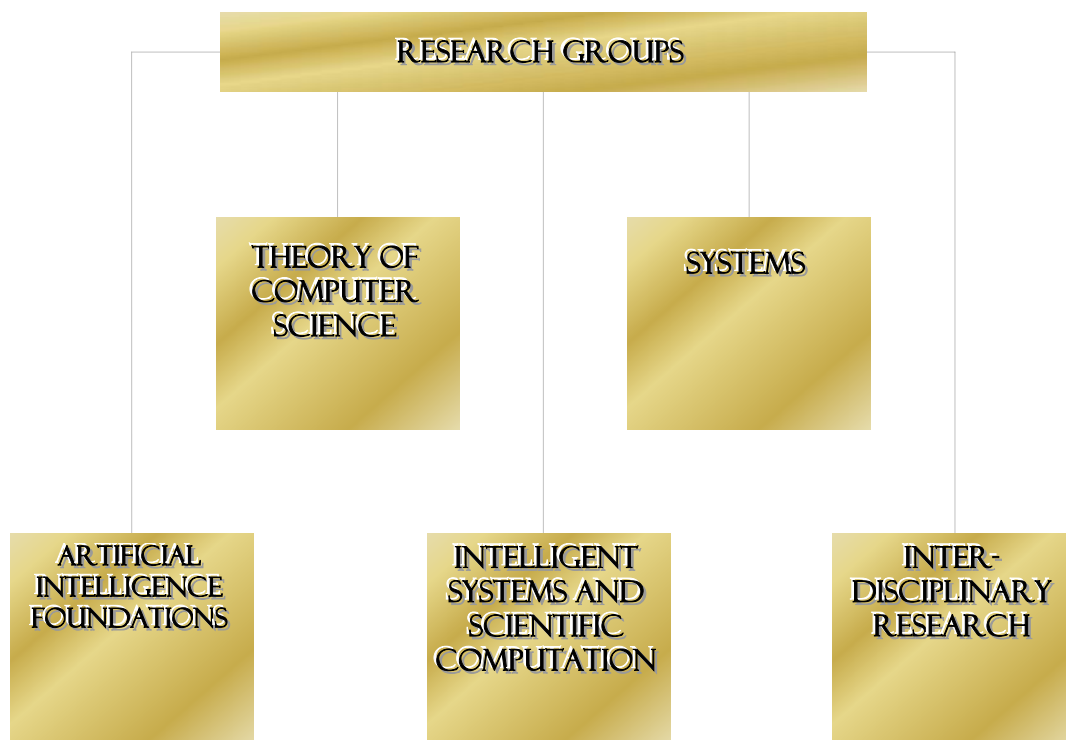 RESEARCH GROUPS
THEORY OF
COMPUTER
SCIENCE
SYSTEMS
ARTIFICIAL
INTELLIGENCE
FOUNDATIONS
INTELLIGENT
SYSTEMS AND
SCIENTIFIC
COMPUTATION
INTER-
DISCIPLINARY
RESEARCH